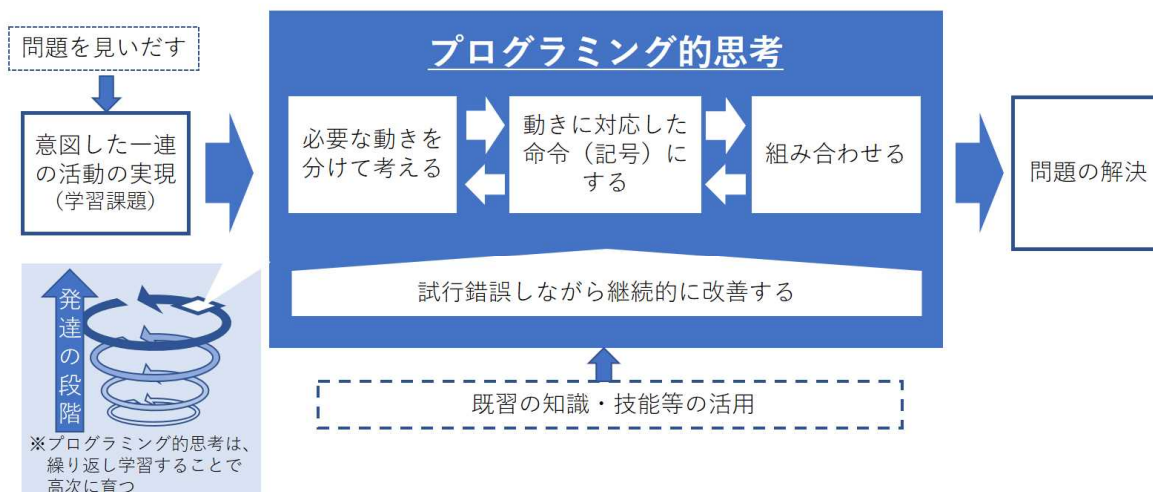 問題を見いだす
意図した一連
の活動の実現
(学習課題)
プログラミング的思考
必要な動きを
分けて考える
動きに対応した
命令（記号）に
する
組み合わせる
試行錯誤しながら継続的に改善する
問題の解決
既習の知識・技能等の活用
発達の段階
※プログラミング的思考は、
繰り返し学習することで
高次に育つ